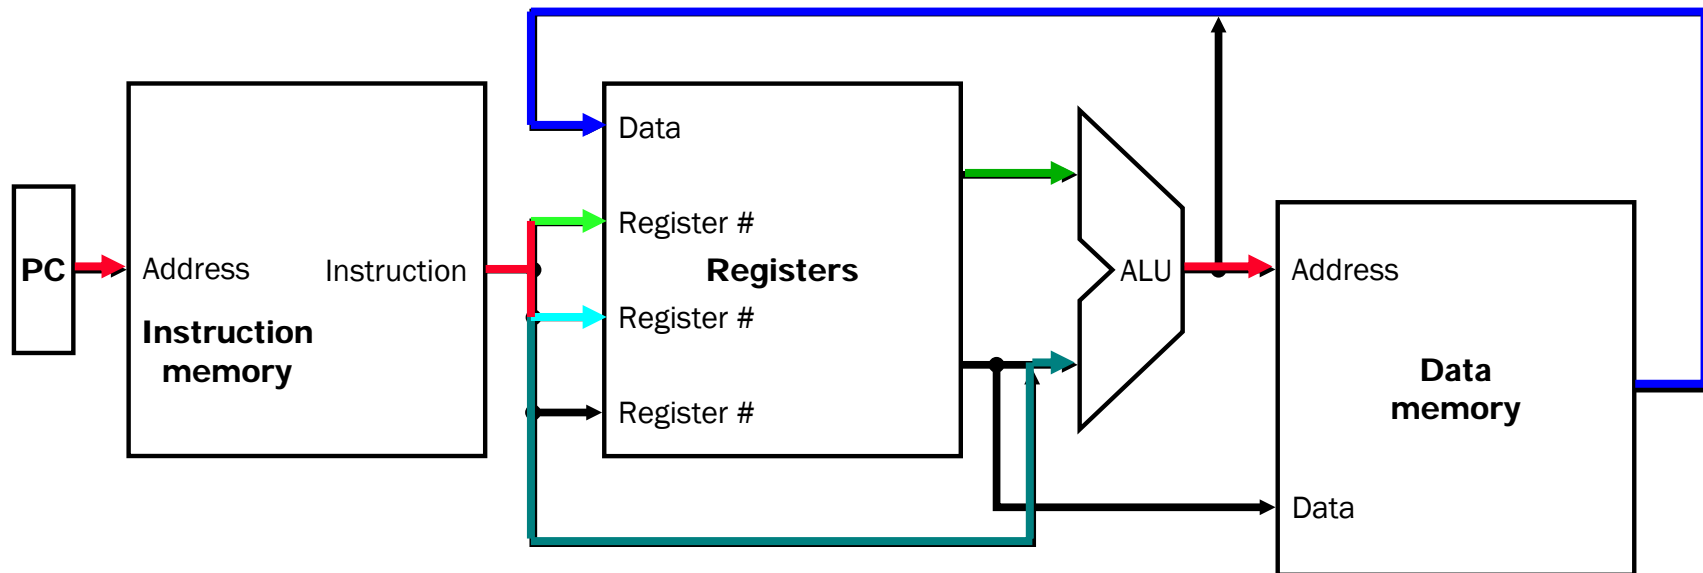 PC
Address
Instruction
Instruction
memory
Data
Register #
Registers
Register #
Register #
ALU
Address
Data
memory
Data